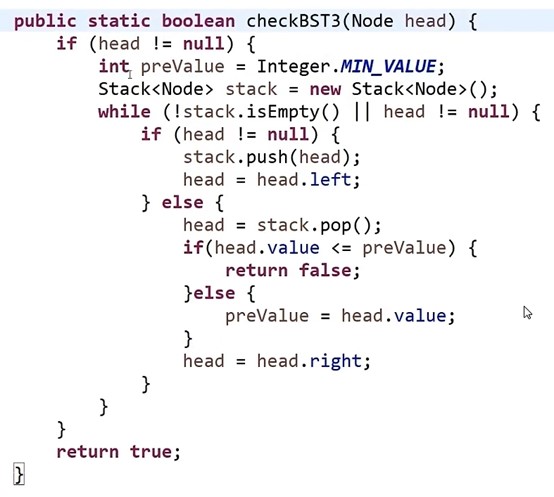 public static boolean checkBST3(Node head) {
    if (head != null) {
        int preValue = Integer.MIN_VALUE;
        Stack<Node> stack = new Stack<Node>();
        while (!stack.isEmpty() || head != null) {
            if (head != null) {
                stack.push(head);
                head = head.left;
            } else {
                head = stack.pop();
                if(head.value <= preValue) {
                    return false;
                }else {
                    preValue = head.value;
                }
                head = head.right;
            }
        }
    }
    return true;
}